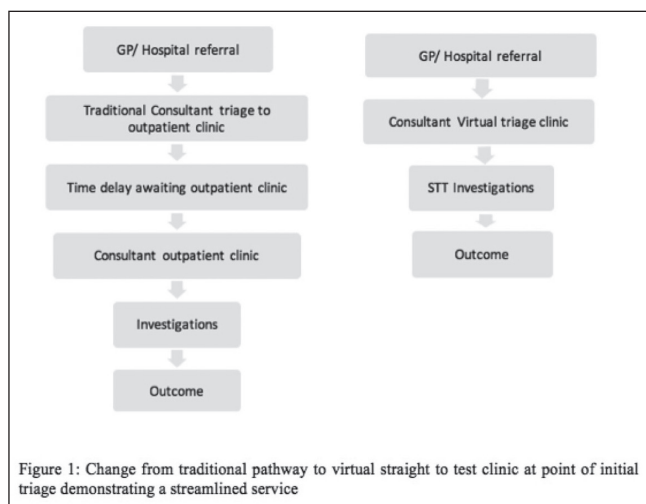 GP/ Hospital referral
Traditional Consultant triage to
outpatient clinic
Time delay awaiting outpatient clinic
Consultant outpatient clinic
Investigations
Outcome
GP/ Hospital referral
Consultant Virtual triage clinic
STT Investigations
Outcome
Figure 1: Change from traditional pathway to virtual straight to test clinic at point of initial
triage demonstrating a streamlined service